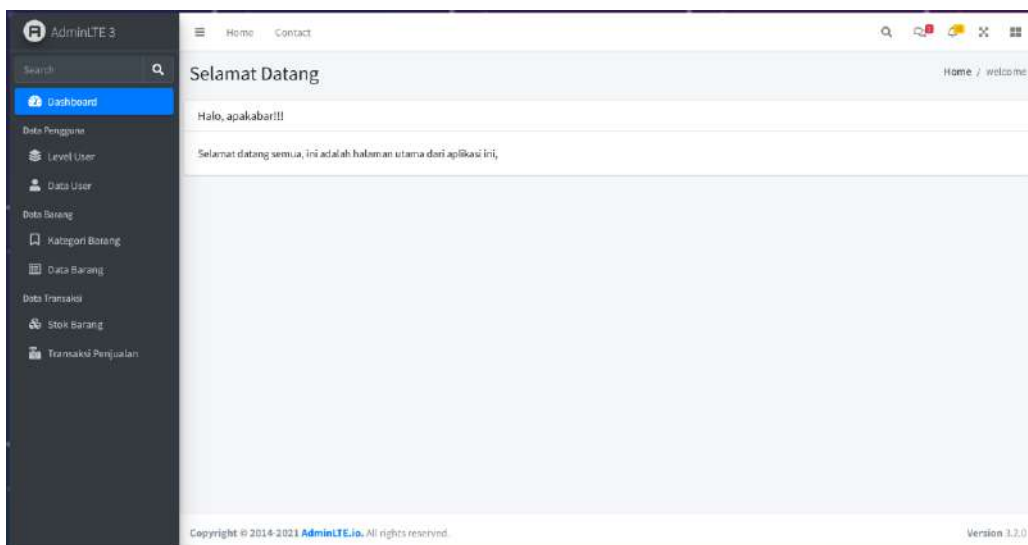 AdminLTE 3
Search
Dashboard
Data Pengguna
Level User
Data User
Data Barang
Kategori Barang
Data Barang
Data Transaksi
Stok Barang
Transaksi Penjualan
Home Contact
Selamat Datang
Home / welcome
Halo, apakabar!!!
Selamat datang semua, ini adalah halaman utama dari aplikasi ini,
Copyright © 2014-2021 AdminLTE.io. All rights reserved.
Version 3.2.0